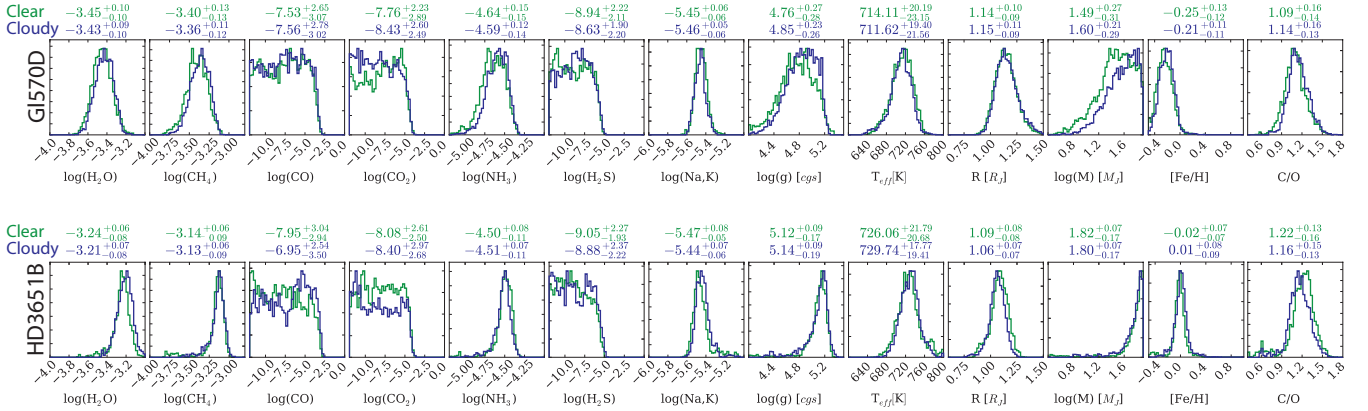 Clear −3.45 +0.10 −0.10 −3.40 +0.13 −0.13 −7.53 +2.65 −3.07 −7.76 +2.23 −2.89 −4.64 +0.15 −0.15 −8.94 +2.22 −2.11 −5.45 +0.06 −0.06 4.76 +0.27 −0.28 714.11 +20.19 −23.15 1.14 +0.10 −0.09 1.49 +0.27 −0.31 −0.25 +0.13 −0.12 1.09 +0.16 −0.14
Cloudy −3.43 +0.09 −0.10 −3.36 +0.11 −0.12 −7.56 +2.78 −3.02 −8.43 +2.60 −2.49 −4.59 +0.12 −0.14 −8.63 +1.90 −2.20 −5.46 +0.05 −0.06 4.85 +0.23 −0.26 711.62 +19.40 −21.56 1.15 +0.11 −0.09 1.60 +0.21 −0.29 −0.21 +0.11 −0.11 1.14 +0.16 −0.13
Gl570D
−4.0 −3.8 −3.6 −3.4 −3.2 −4.00 −3.75 −3.50 −3.25 −3.00 −10.0 −7.5 −5.0 −2.5 0.0 −10.0 −7.5 −5.0 −2.5 0.0 −5.00 −4.75 −4.50 −4.25 −10.0 −7.5 −5.0 −2.5 0.0 −6.0 −5.8 −5.6 −5.4 −5.2 4.4 4.8 5.2 640 680 720 760 800 0.75 1.00 1.25 1.50 0.8 1.2 1.6 −0.4 0.0 0.4 0.8 0.6 0.9 1.2 1.5 1.8
log(H₂O) log(CH₄) log(CO) log(CO₂) log(NH₃) log(H₂S) log(Na,K) log(g) [cgs] Teff[K] R [RJ] log(M) [MJ] [Fe/H] C/O
Clear −3.24 +0.06 −0.08 −3.14 +0.06 0.09 −7.95 +3.04 −2.94 −8.08 +2.61 −2.50 −4.50 +0.08 −0.11 −9.05 +2.27 −1.93 −5.47 +0.08 −0.05 5.12 +0.09 −0.17 726.06 +21.79 −20.68 1.09 +0.08 −0.08 1.82 +0.07 −0.17 −0.02 +0.07 −0.07 1.22 +0.13 −0.16
Cloudy −3.21 +0.07 −0.08 −3.13 +0.06 −0.09 −6.95 +2.54 −3.50 −8.40 +2.97 −2.68 −4.51 +0.07 −0.11 −8.88 +2.37 −2.22 −5.44 +0.07 −0.06 5.14 +0.09 −0.19 729.74 +17.77 −19.41 1.06 +0.07 −0.07 1.80 +0.07 −0.17 0.01 +0.08 −0.09 1.16 +0.15 −0.13
HD3651B
−4.0 −3.8 −3.6 −3.4 −3.2 −4.00 −3.75 −3.50 −3.25 −3.00 −10.0 −7.5 −5.0 −2.5 0.0 −10.0 −7.5 −5.0 −2.5 0.0 −5.00 −4.75 −4.50 −4.25 −10.0 −7.5 −5.0 −2.5 0.0 −6.0 −5.8 −5.6 −5.4 −5.2 4.4 4.8 5.2 640 680 720 760 800 0.75 1.00 1.25 1.50 0.8 1.2 1.6 −0.4 0.0 0.4 0.8 0.6 0.9 1.2 1.5 1.8
log(H₂O) log(CH₄) log(CO) log(CO₂) log(NH₃) log(H₂S) log(Na,K) log(g) [cgs] Teff[K] R [RJ] log(M) [MJ] [Fe/H] C/O